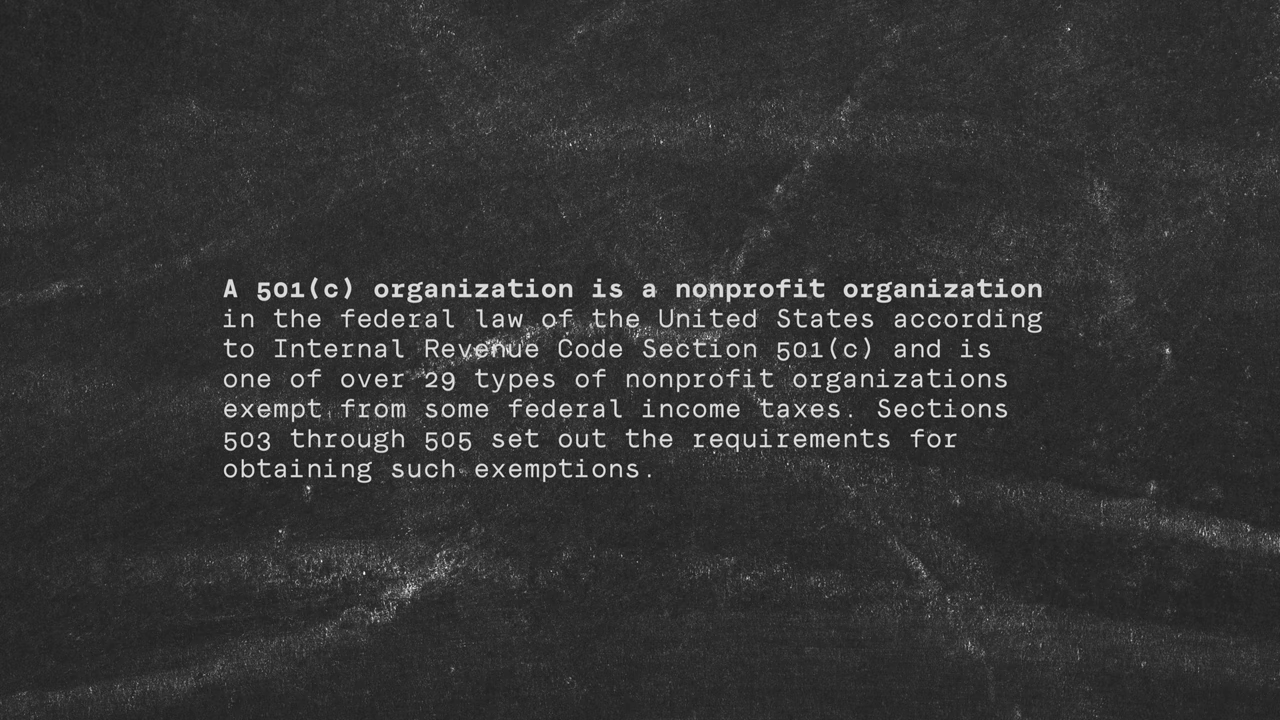 A 501(c) organization is a nonprofit organization
in the federal law of the United States according
to Internal Revenue Code Section 501(c) and is
one of over 29 types of nonprofit organizations
exempt from some federal income taxes. Sections
503 through 505 set out the requirements for
obtaining such exemptions.